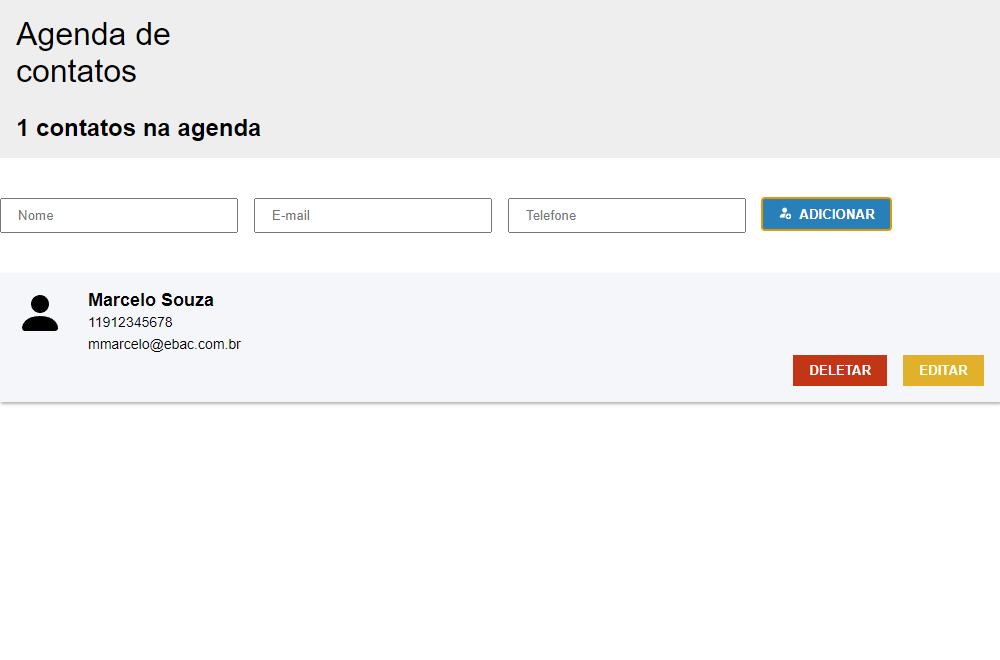 Agenda de
contatos
1 contatos na agenda
Nome
E-mail
Telefone
ADICIONAR
Marcelo Souza
11912345678
mmarcelo@ebac.com.br
DELETAR
EDITAR